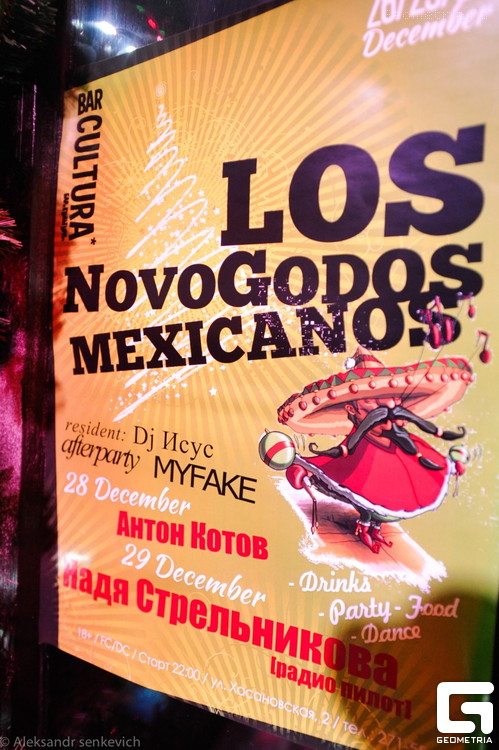 December
BAR
CULTURA*
LOS
NOVOGODOS
MEXICANOS
resident: Dj Исус
afterparty MYFAKE
28 December
Антон Котов
29 December
Надя Стрельникова
[радио пилот]
- Drinks
- Party - Food
- Dance
18+ / FC/DC / Старт 22:00 / ул. Хасановская, 2 / тел.
© Aleksandr senkevich
G
GEOMETRIA